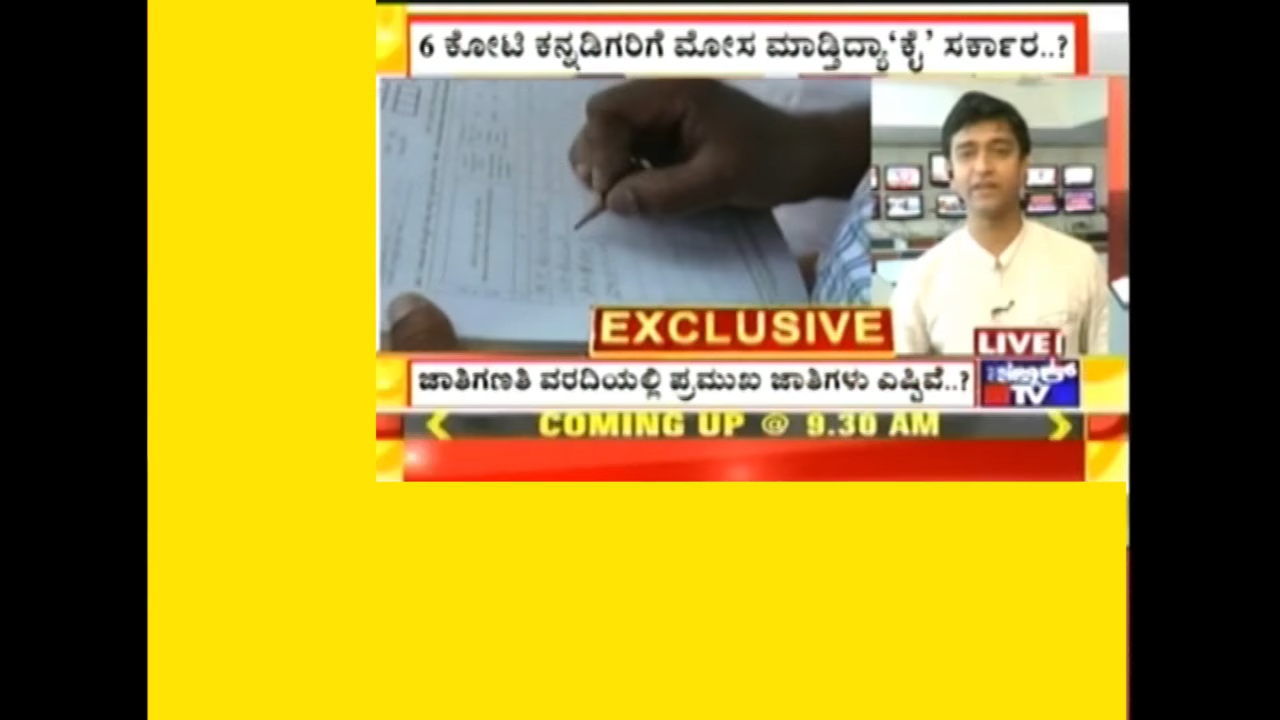 6 ಕೋಟಿ ಕನ್ನಡಿಗರಿಗೆ ಮೋಸ ಮಾಡ್ತಿದ್ಯಾ ‘ಕೈ’ ಸರ್ಕಾರ..?
EXCLUSIVE
LIVE
ಜಾತಿಗಣತಿ ವರದಿಯಲ್ಲಿ ಪ್ರಮುಖ ಜಾತಿಗಳು ಎಷ್ಟಿವೆ..?
TV
COMING UP @ 9.30 AM